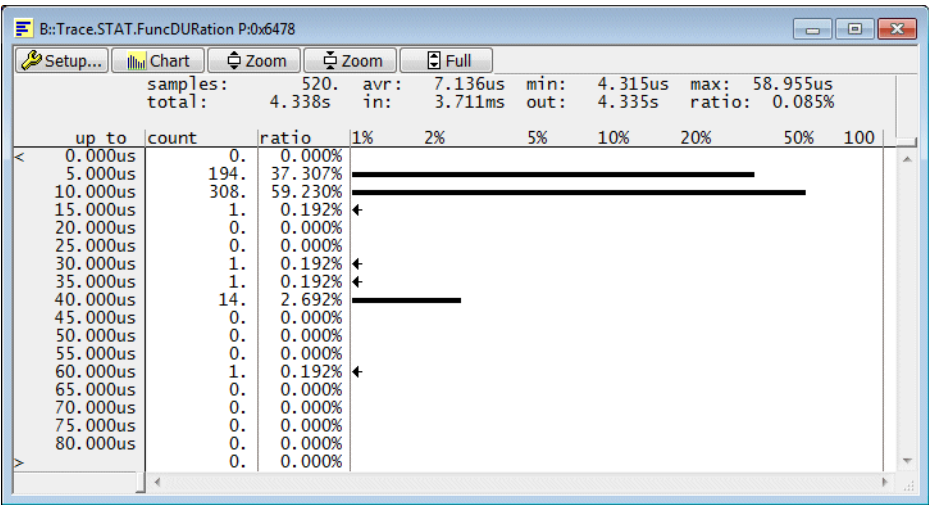 B::Trace.STAT.FuncDURation P:0x6478
Setup... Chart Zoom Zoom Full
samples: 520. avr: 7.136us min: 4.315us max: 58.955us
total: 4.338s in: 3.711ms out: 4.335s ratio: 0.085%
up to count ratio 1% 2% 5% 10% 20% 50% 100
< 0.000us 0. 0.000%
5.000us 194. 37.307%
10.000us 308. 59.230%
15.000us 1. 0.192%
20.000us 0. 0.000%
25.000us 0. 0.000%
30.000us 1. 0.192%
35.000us 1. 0.192%
40.000us 14. 2.692%
45.000us 0. 0.000%
50.000us 0. 0.000%
55.000us 0. 0.000%
60.000us 1. 0.192%
65.000us 0. 0.000%
70.000us 0. 0.000%
75.000us 0. 0.000%
80.000us 0. 0.000%
> 0. 0.000%